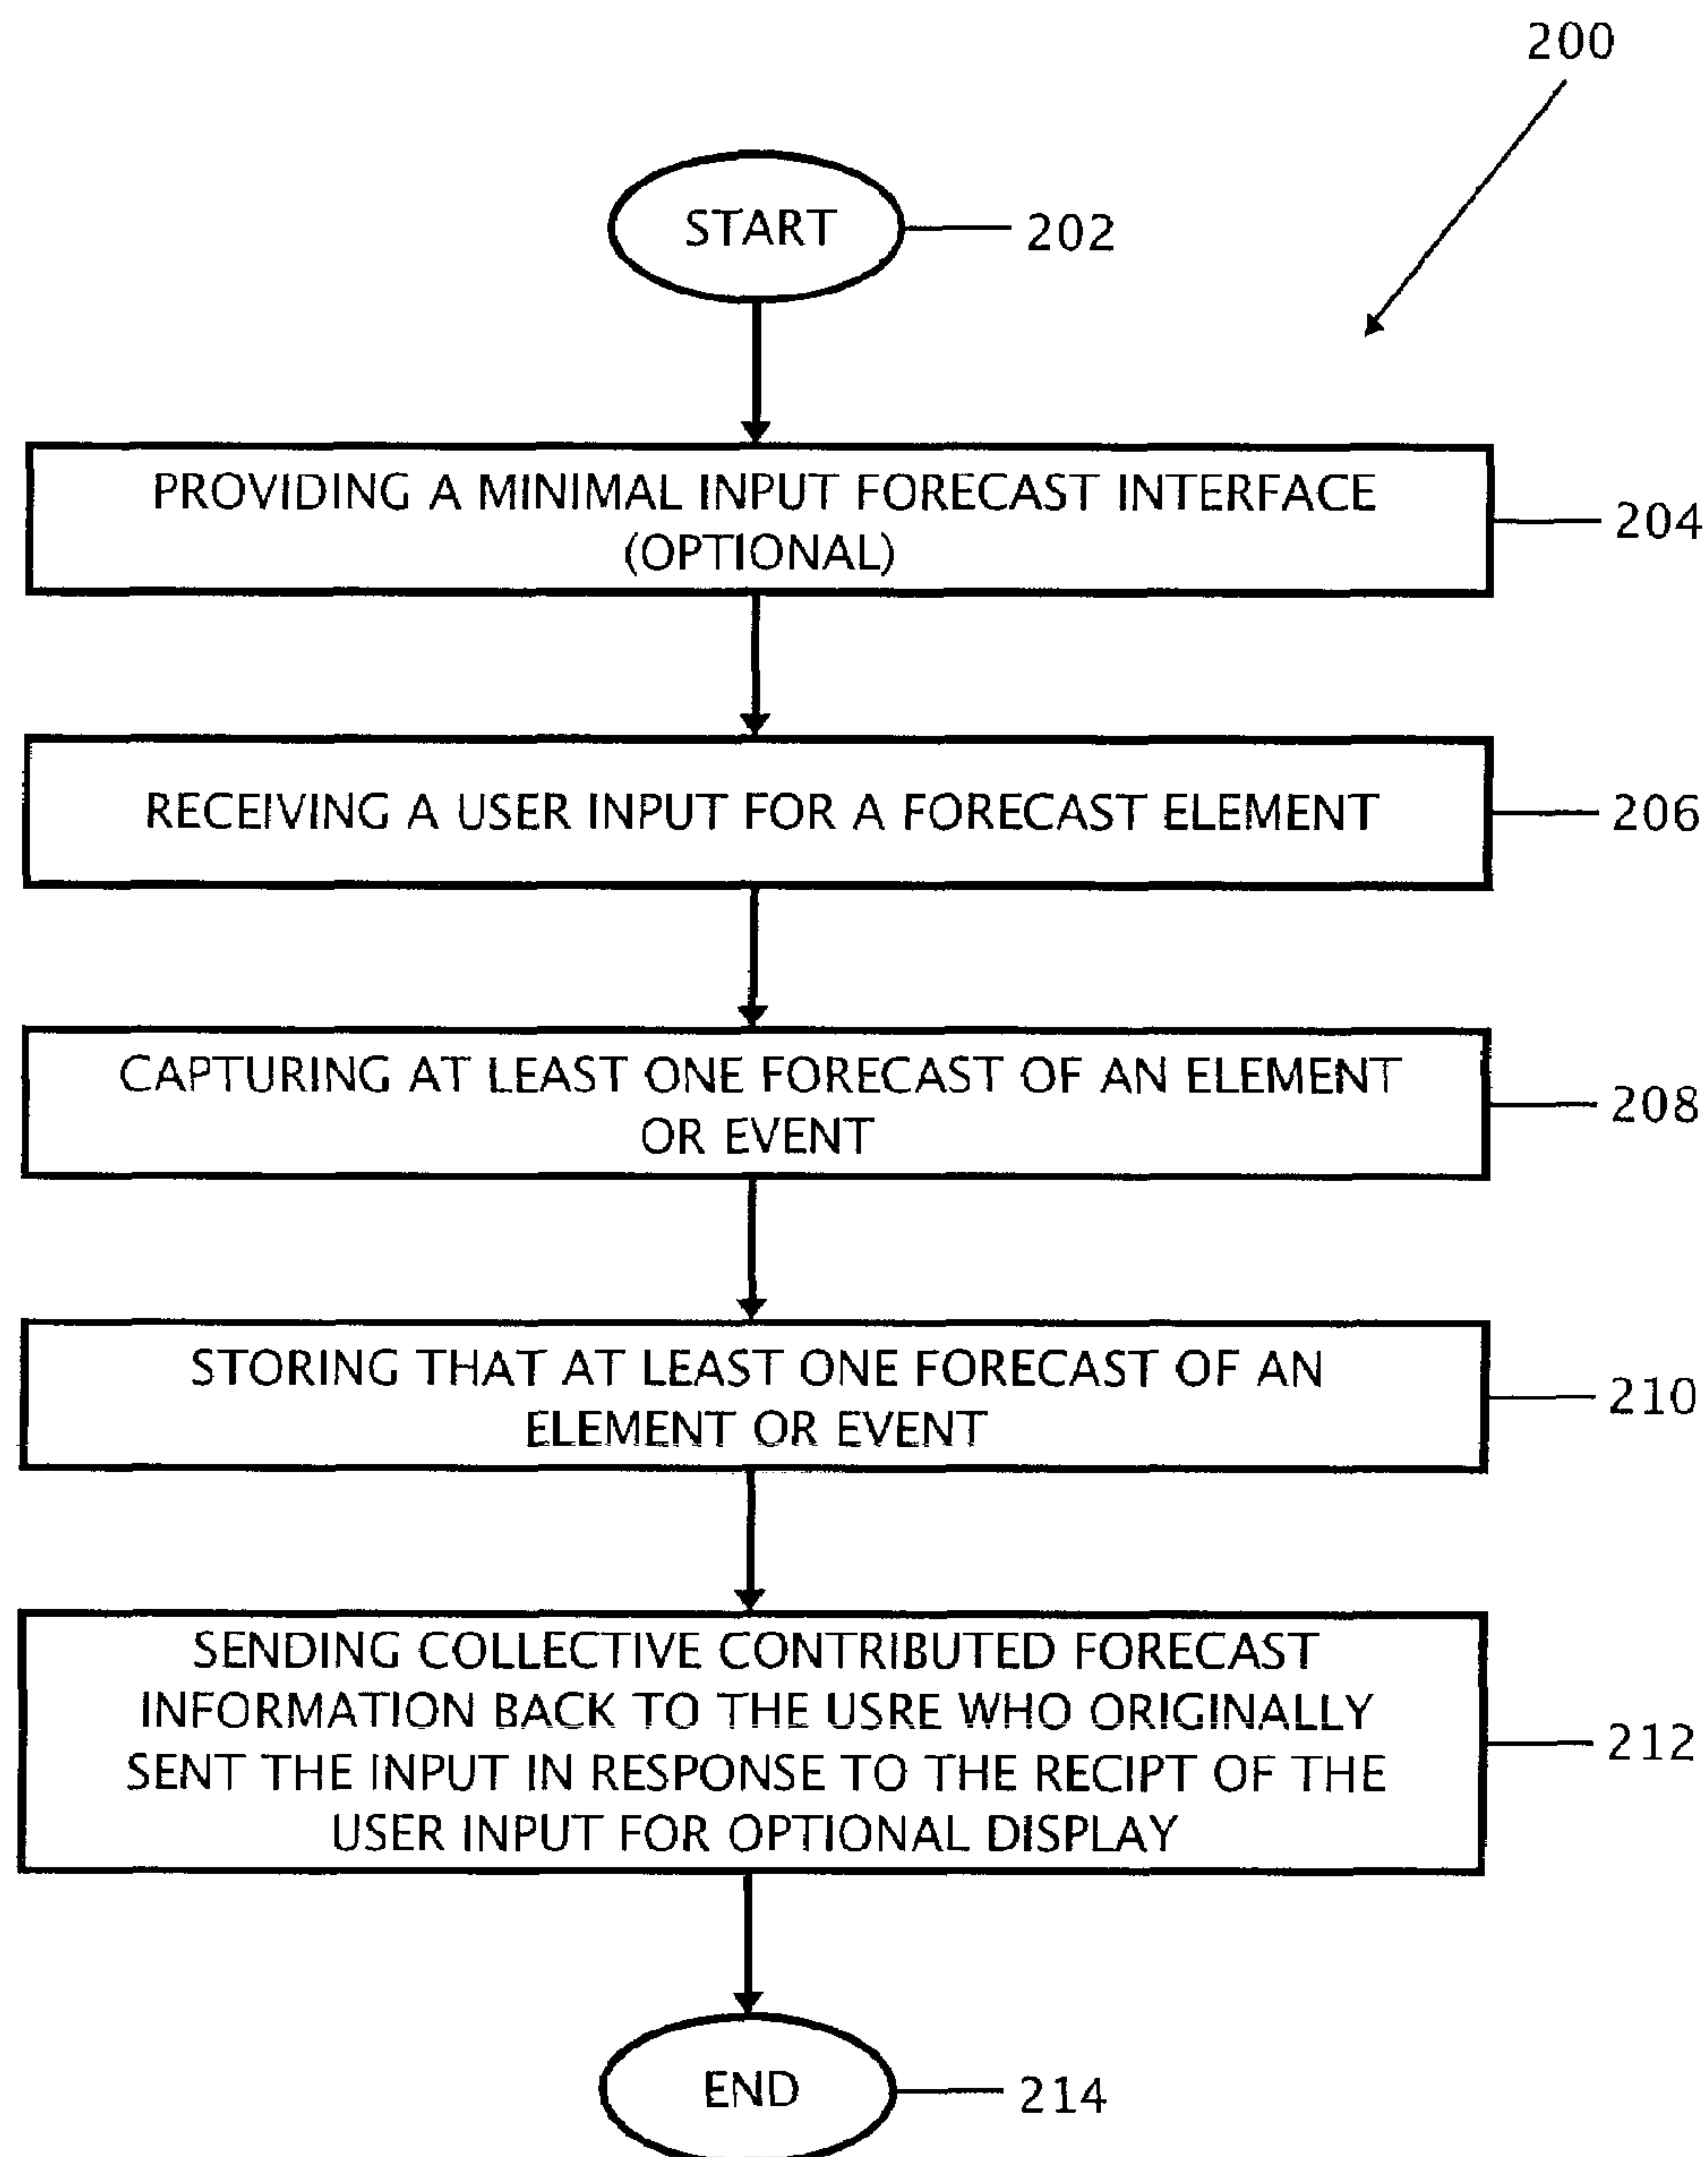 200
START
202
PROVIDING A MINIMAL INPUT FORECAST INTERFACE
(OPTIONAL)
204
RECEIVING A USER INPUT FOR A FORECAST ELEMENT
206
CAPTURING AT LEAST ONE FORECAST OF AN ELEMENT
OR EVENT
208
STORING THAT AT LEAST ONE FORECAST OF AN
ELEMENT OR EVENT
210
SENDING COLLECTIVE CONTRIBUTED FORECAST
INFORMATION BACK TO THE USRE WHO ORIGINALLY
SENT THE INPUT IN RESPONSE TO THE RECIPT OF THE
USER INPUT FOR OPTIONAL DISPLAY
212
END
214